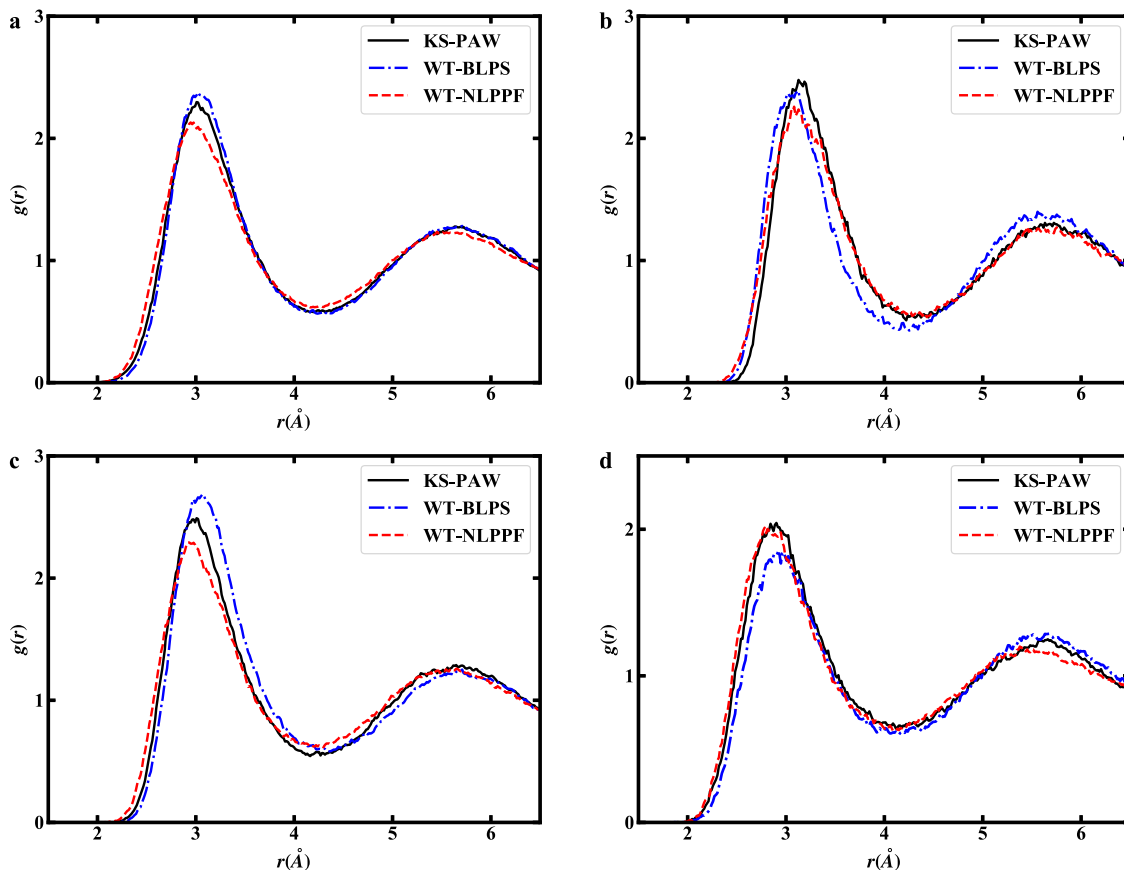 a
3
2
1
0
g(r)
KS-PAW
WT-BLPS
WT-NLPPF
2 3 4 5 6
r(Å)
b
3
2
1
0
g(r)
KS-PAW
WT-BLPS
WT-NLPPF
2 3 4 5 6
r(Å)
c
3
2
1
0
g(r)
KS-PAW
WT-BLPS
WT-NLPPF
2 3 4 5 6
r(Å)
d
2
1
0
g(r)
KS-PAW
WT-BLPS
WT-NLPPF
2 3 4 5 6
r(Å)